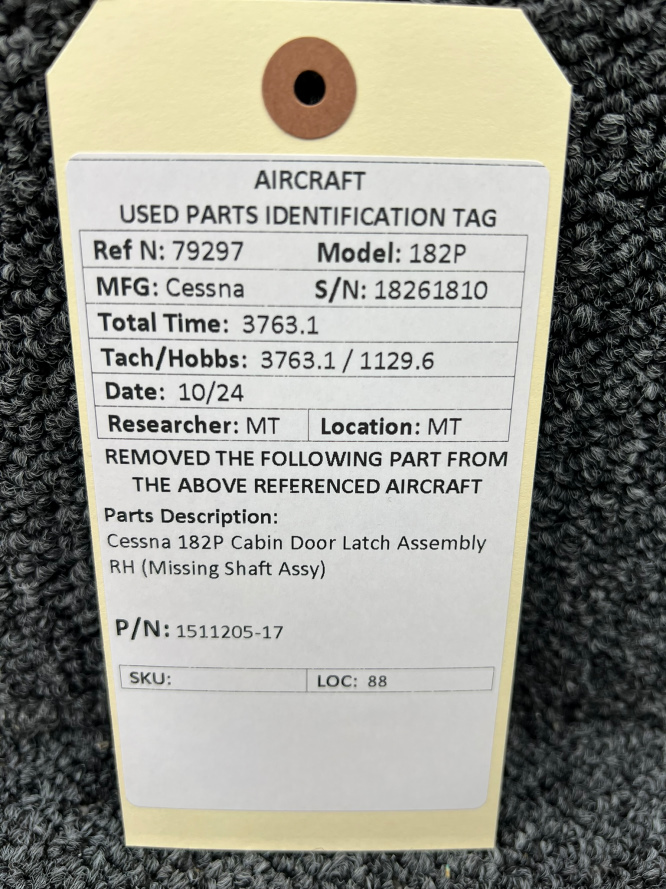 AIRCRAFT
USED PARTS IDENTIFICATION TAG
Ref N: 79297 Model: 182P
MFG: Cessna S/N: 18261810
Total Time: 3763.1
Tach/Hobbs: 3763.1 / 1129.6
Date: 10/24
Researcher: MT Location: MT
REMOVED THE FOLLOWING PART FROM
THE ABOVE REFERENCED AIRCRAFT
Parts Description:
Cessna 182P Cabin Door Latch Assembly
RH (Missing Shaft Assy)
P/N: 1511205-17
SKU: LOC: 88